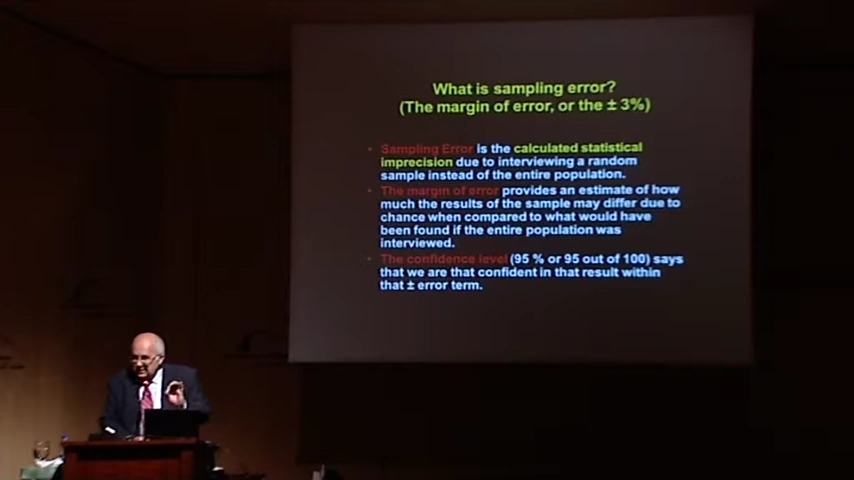 What is sampling error?
(The margin of error, or the ± 3%)
• Sampling Error is the calculated statistical
imprecision due to interviewing a random
sample instead of the entire population.
• The margin of error provides an estimate of how
much the results of the sample may differ due to
chance when compared to what would have
been found if the entire population was
interviewed.
• The confidence level (95 % or 95 out of 100) says
that we are that confident in that result within
that ± error term.